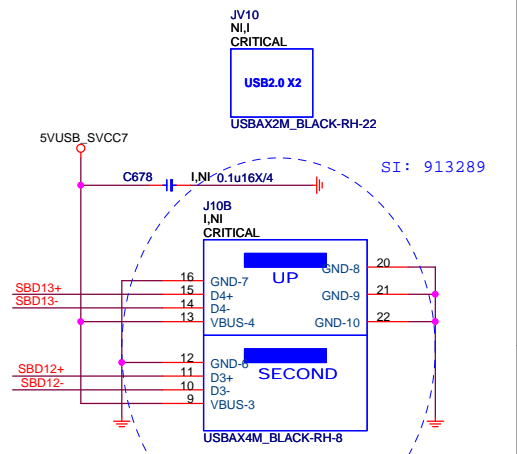 JV10
NI,I
CRITICAL
USB2.0 X2
USBAX2M_BLACK-RH-22
5VUSB_SVCC7
SI: 913289
C678
I,NI 0.1u16X/4
J10B
I,NI
CRITICAL
GND-8 20
UP
16 GND-7
SBD13+ 15 D4+
GND-9 21
SBD13- 14 D4-
13 VBUS-4
GND-10 22
12 GND-6
SBD12+ 11 D3+
SECOND
SBD12- 10 D3-
9 VBUS-3
USBAX4M_BLACK-RH-8